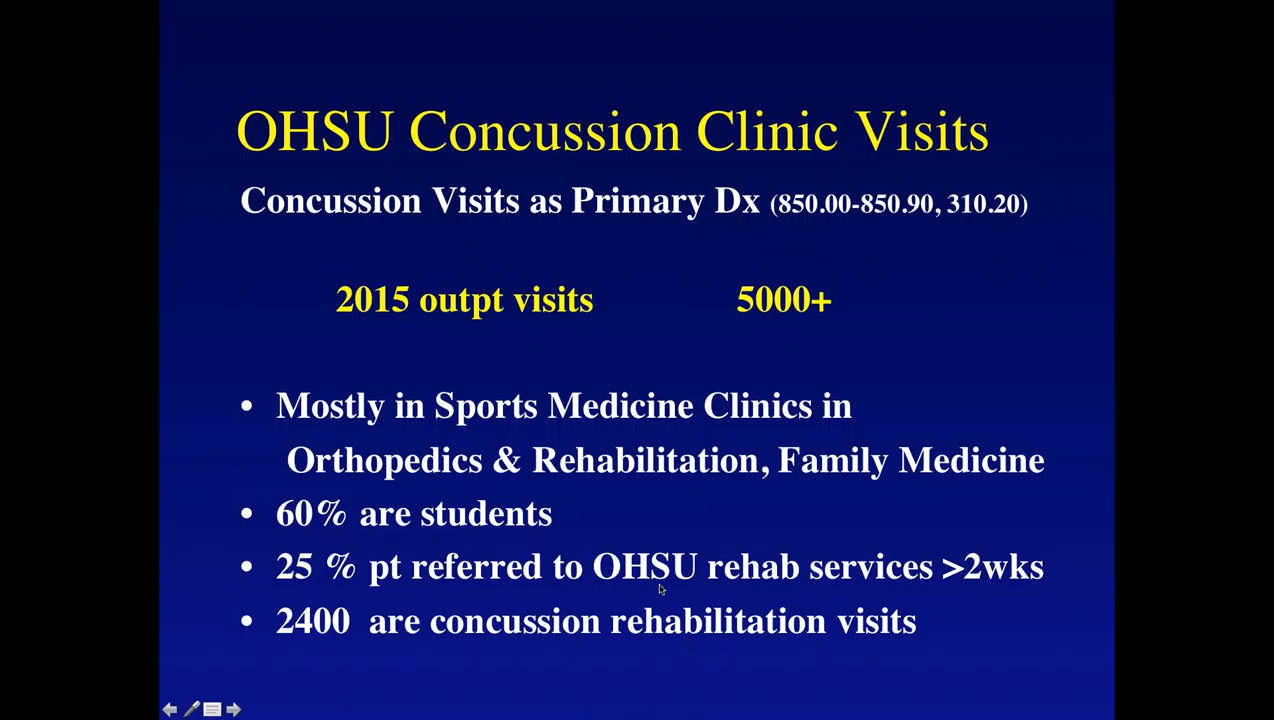 OHSU Concussion Clinic Visits
Concussion Visits as Primary Dx (850.00-850.90, 310.20)
2015 outpt visits 5000+
• Mostly in Sports Medicine Clinics in
Orthopedics & Rehabilitation, Family Medicine
• 60% are students
• 25 % pt referred to OHSU rehab services >2wks
• 2400 are concussion rehabilitation visits